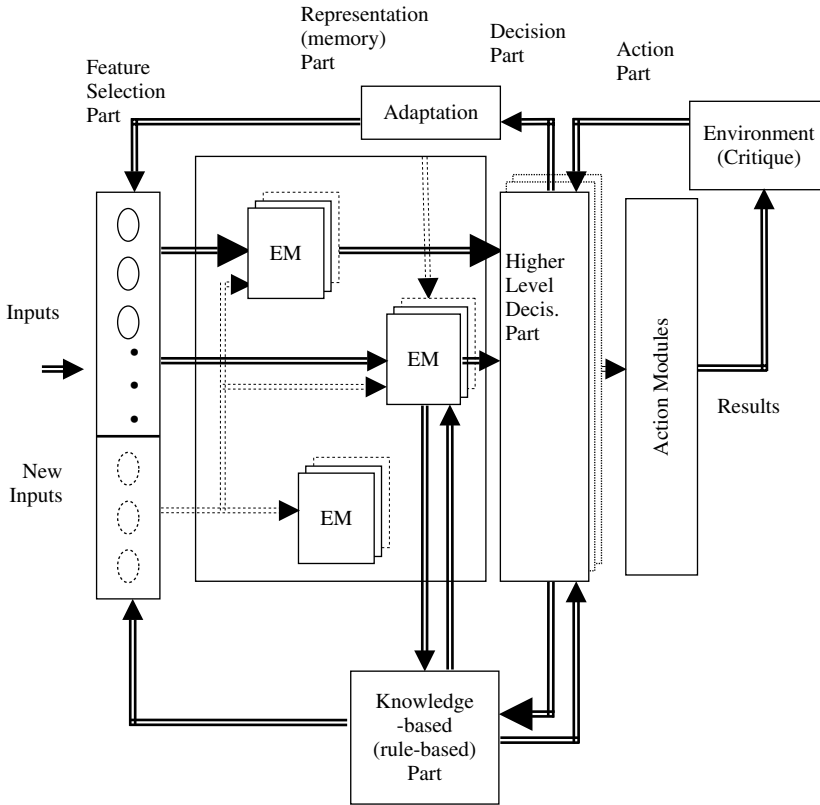 Representation
(memory)
Part
Decision
Part
Action
Part
Feature
Selection
Part
Adaptation
Environment
(Critique)
EM
Higher
Level
Decis.
Part
Inputs
EM
Action Modules
Results
New
Inputs
EM
Knowledge
-based
(rule-based)
Part